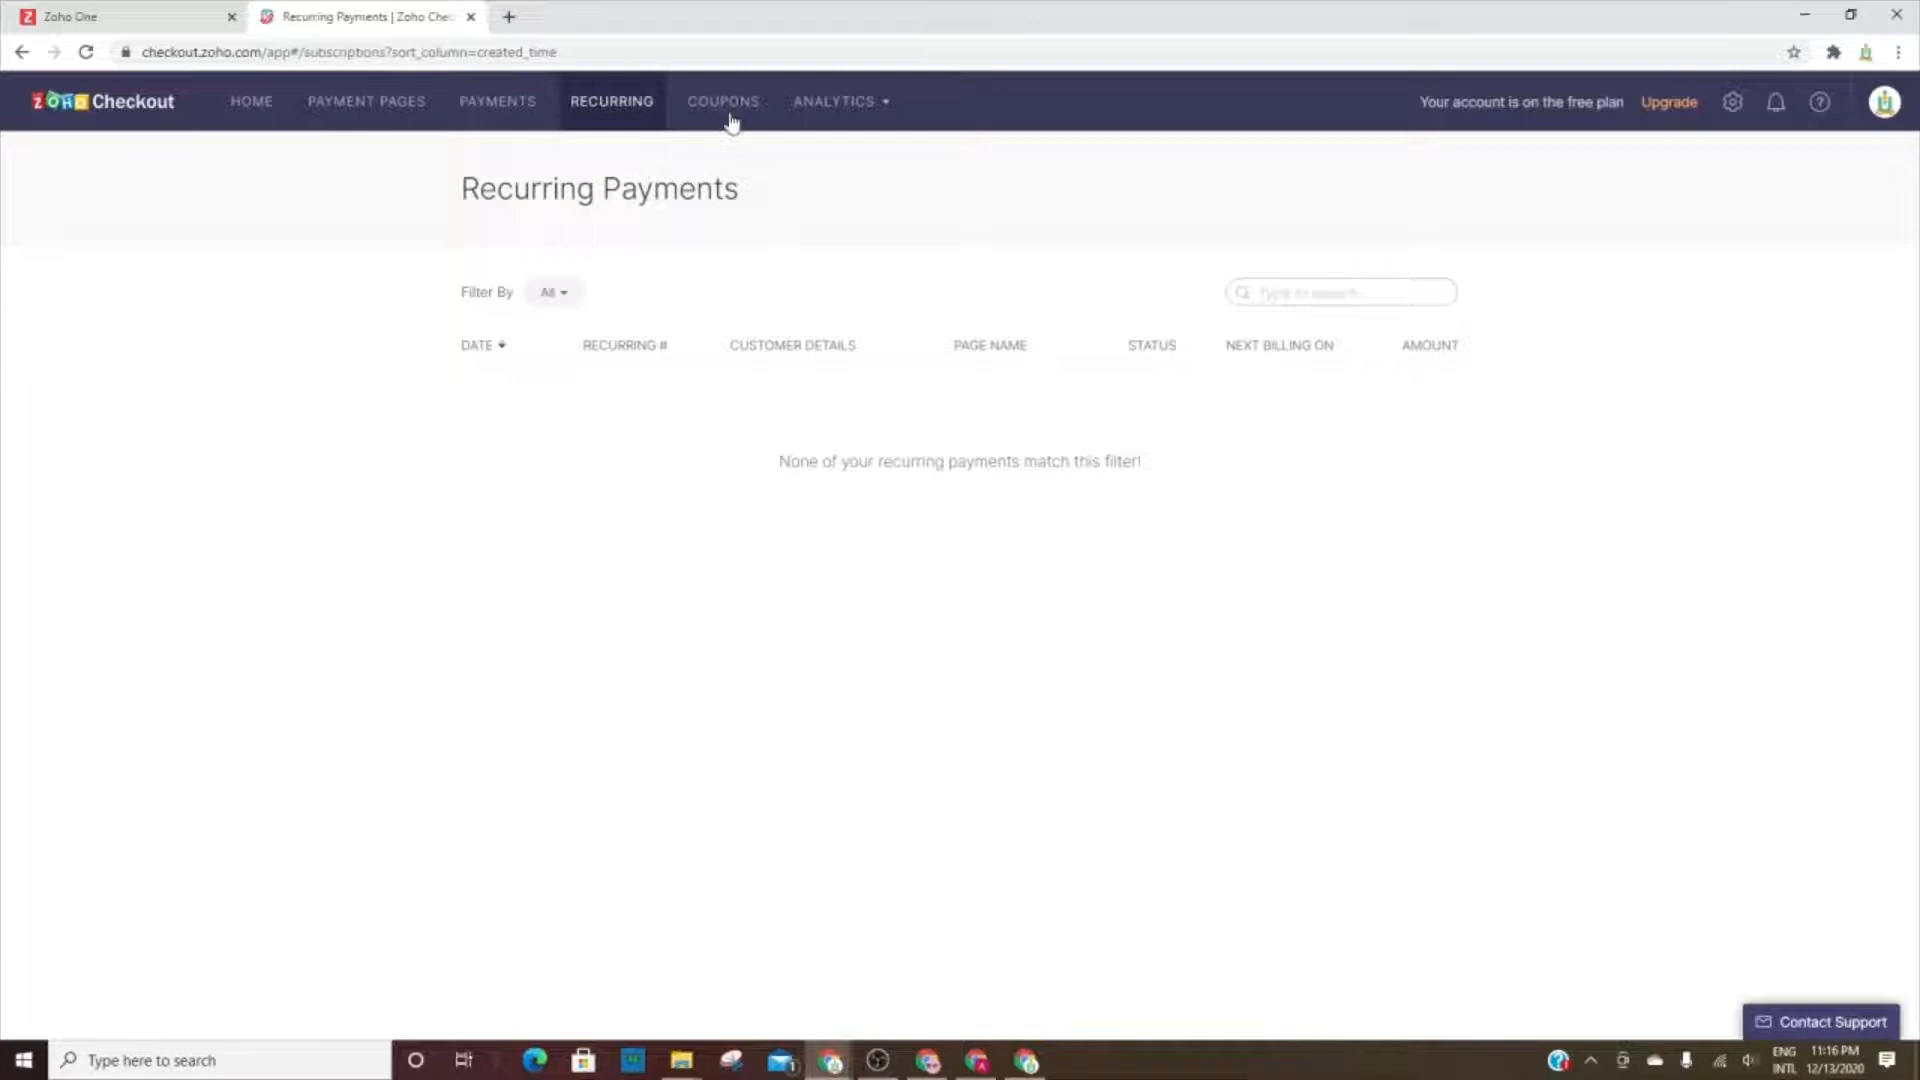 Zoho One
Recurring Payments | Zoho Chec
checkout.zoho.com/app#/subscriptions?sort_column=created_time
ZOHO Checkout
HOME
PAYMENT PAGES
PAYMENTS
RECURRING
COUPONS
ANALYTICS
Your account is on the free plan
Upgrade
Recurring Payments
Filter By
All
Type to search...
DATE
RECURRING #
CUSTOMER DETAILS
PAGE NAME
STATUS
NEXT BILLING ON
AMOUNT
None of your recurring payments match this filter!
Contact Support
Type here to search
1
ENG
INTL
11:16 PM
12/13/2020